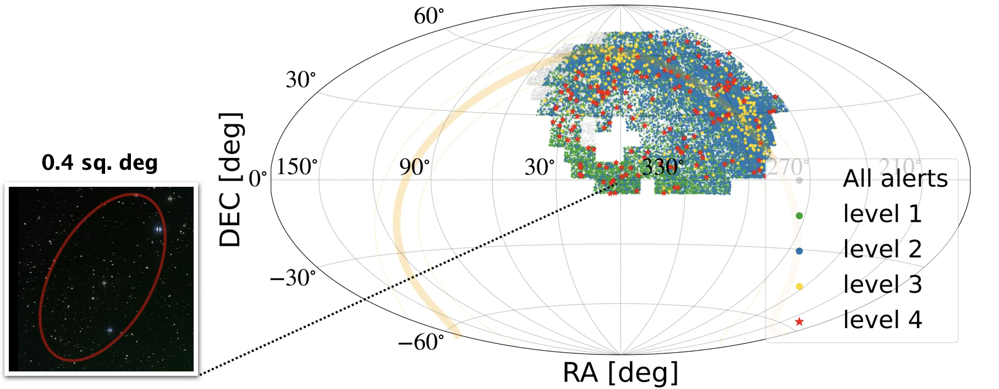 0.4 sq. deg
60°
30°
0°
−30°
−60°
150°
90°
30°
330°
270°
210°
DEC [deg]
RA [deg]
All alerts
level 1
level 2
level 3
level 4